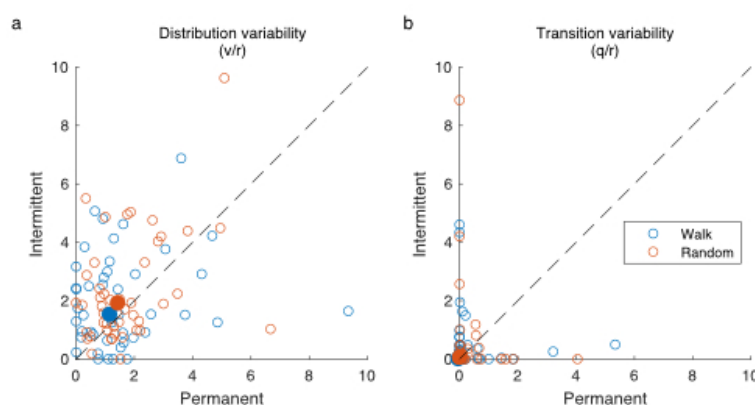 a
Distribution variability
(v/r)
10
8
6
4
2
0
Intermittent
0
2
4
6
8
10
Permanent
b
Transition variability
(q/r)
10
8
6
4
2
0
Intermittent
0
2
4
6
8
10
Permanent
Walk
Random